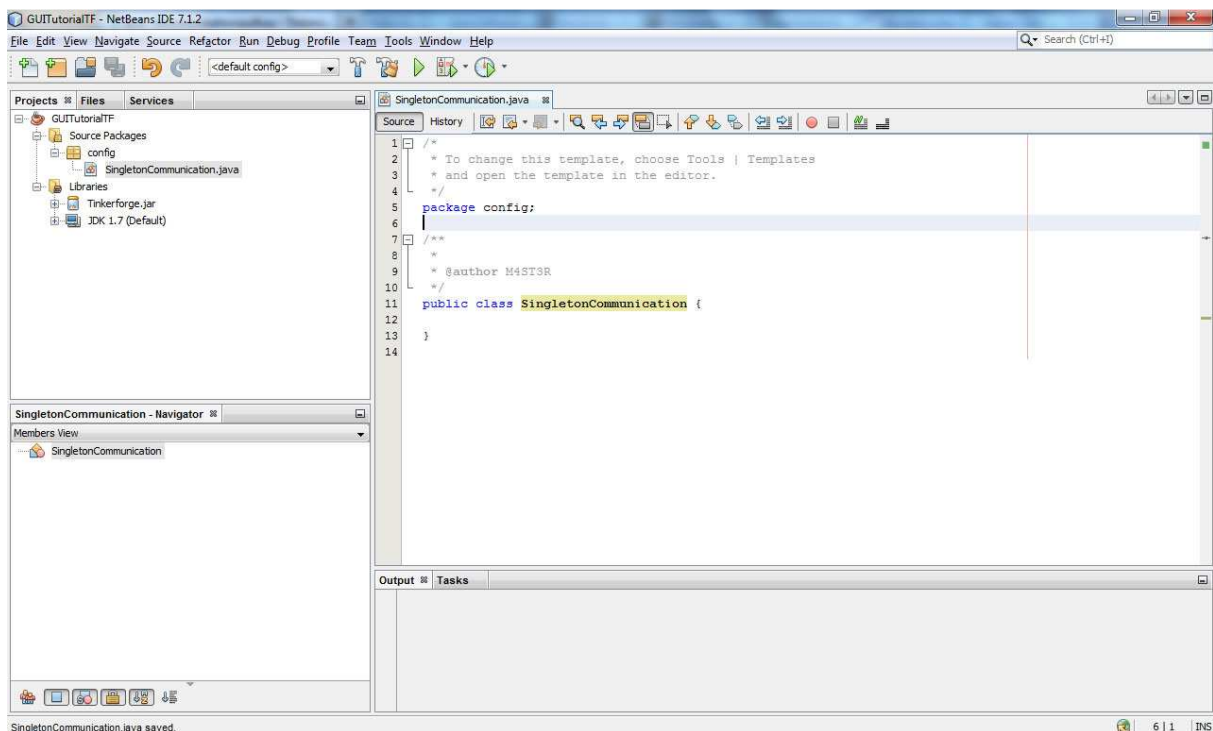 GUITutorialTF - NetBeans IDE 7.1.2
File Edit View Navigate Source Refactor Run Debug Profile Team Tools Window Help
Search (Ctrl+I)
<default config>
Projects Files Services
GUITutorialTF
Source Packages
config
SingletonCommunication.java
Libraries
Tinkerforge.jar
JDK 1.7 (Default)
SingletonCommunication.java
Source History
1 /*
2 * To change this template, choose Tools | Templates
3 * and open the template in the editor.
4 */
5 package config;
6
7 /**
8 *
9 * @author M4ST3R
10 */
11 public class SingletonCommunication {
12
13 }
14
SingletonCommunication - Navigator
Members View
SingletonCommunication
Output Tasks
SingletonCommunication.java saved.
6 | 1 INS